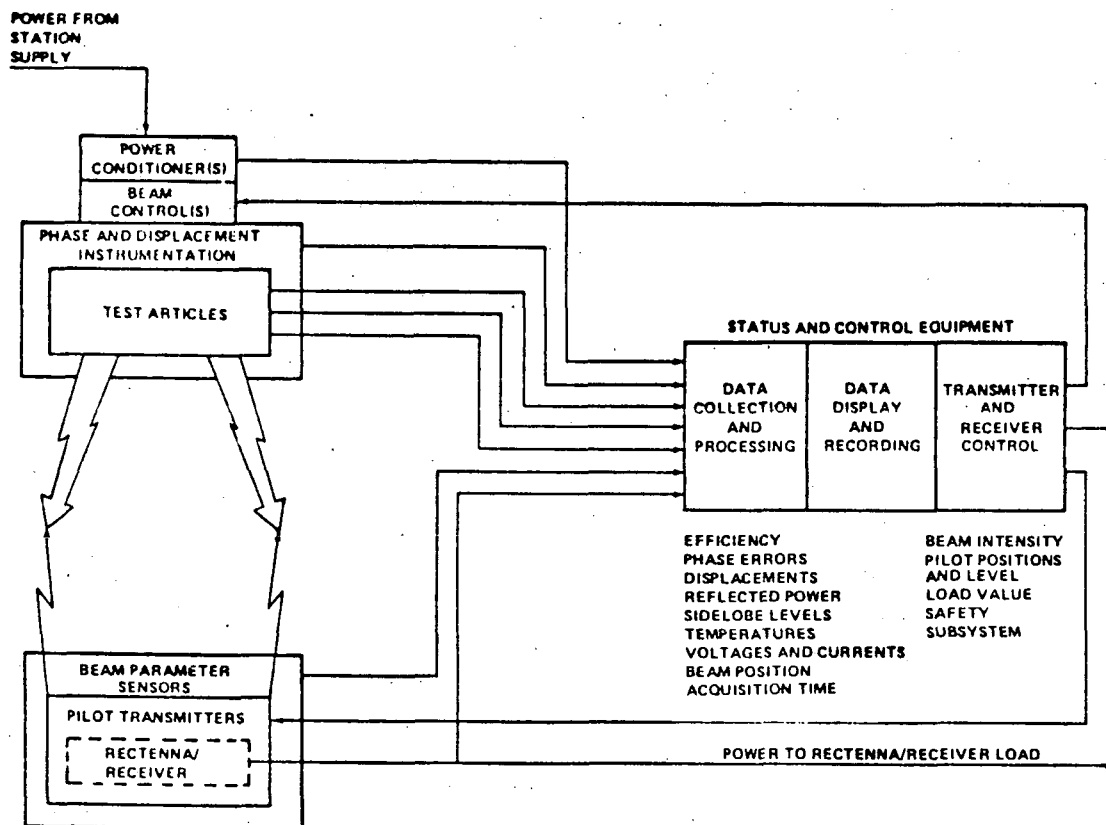 POWER FROM
STATION
SUPPLY
POWER
CONDITIONER(S)
BEAM
CONTROL(S)
PHASE AND DISPLACEMENT
INSTRUMENTATION
TEST ARTICLES
STATUS AND CONTROL EQUIPMENT
DATA
COLLECTION
AND
PROCESSING
DATA
DISPLAY
AND
RECORDING
TRANSMITTER
AND
RECEIVER
CONTROL
EFFICIENCY
PHASE ERRORS
DISPLACEMENTS
REFLECTED POWER
SIDELOBE LEVELS
TEMPERATURES
VOLTAGES AND CURRENTS
BEAM POSITION
ACQUISITION TIME
BEAM INTENSITY
PILOT POSITIONS
AND LEVEL
LOAD VALUE
SAFETY
SUBSYSTEM
BEAM PARAMETER
SENSORS
PILOT TRANSMITTERS
RECTENNA/
RECEIVER
POWER TO RECTENNA/RECEIVER LOAD